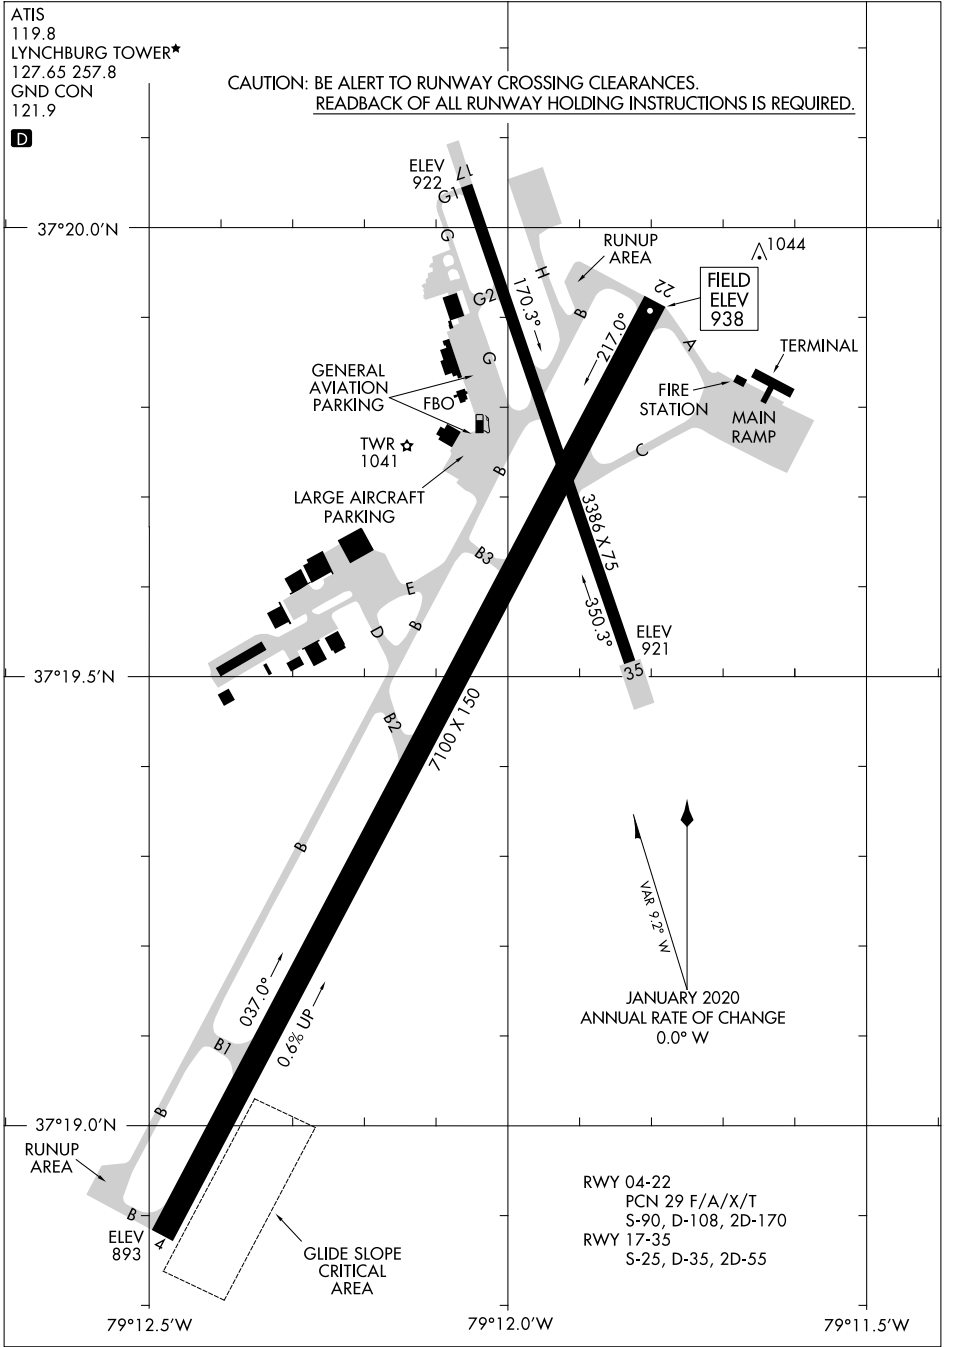 ATIS
119.8
LYNCHBURG TOWER★
127.65 257.8
GND CON
121.9
D
CAUTION: BE ALERT TO RUNWAY CROSSING CLEARANCES.
READBACK OF ALL RUNWAY HOLDING INSTRUCTIONS IS REQUIRED.
ELEV
922
17
G1
37°20.0'N
G
H
RUNUP
AREA
1044
22
FIELD
ELEV
938
G2
170.3°
B
217.0°
A
TERMINAL
G
GENERAL
AVIATION
PARKING
FBO
FIRE
STATION
MAIN
RAMP
TWR
1041
C
B
LARGE AIRCRAFT
PARKING
3386 X 75
B3
E
350.3°
B
D
ELEV
921
37°19.5'N
35
B2
7100 X 150
B
VAR 9.2° W
037.0°
0.6% UP
JANUARY 2020
ANNUAL RATE OF CHANGE
0.0° W
B1
B
37°19.0'N
RUNUP
AREA
B
ELEV
893
4
GLIDE SLOPE
CRITICAL
AREA
RWY 04-22
PCN 29 F/A/X/T
S-90, D-108, 2D-170
RWY 17-35
S-25, D-35, 2D-55
79°12.5'W
79°12.0'W
79°11.5'W